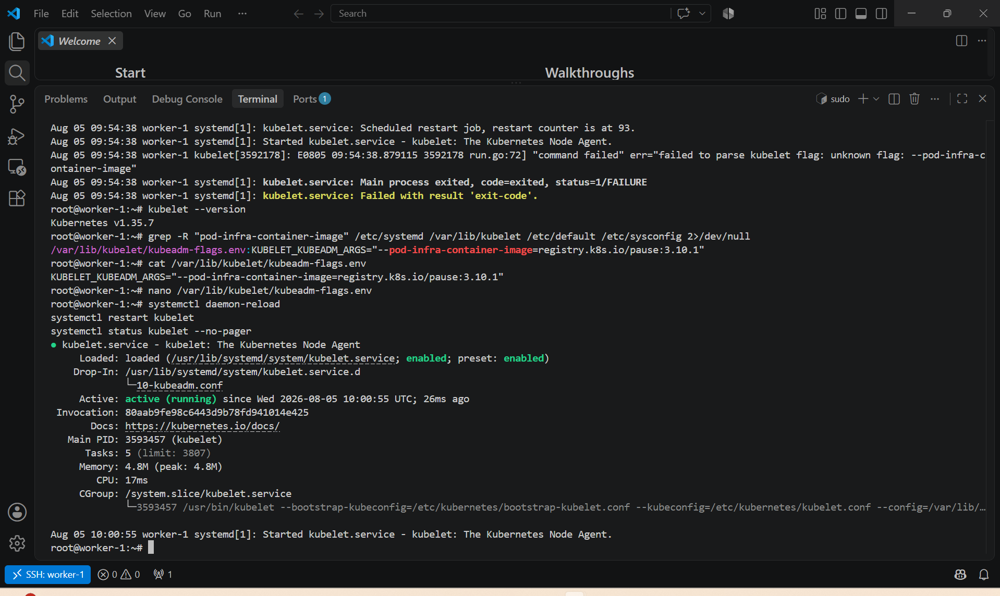 File Edit Selection View Go Run ··· Search
Welcome
Start
Walkthroughs
Problems Output Debug Console Terminal Ports 1 sudo
Aug 05 09:54:38 worker-1 systemd[1]: kubelet.service: Scheduled restart job, restart counter is at 93.
Aug 05 09:54:38 worker-1 systemd[1]: Started kubelet.service - kubelet: The Kubernetes Node Agent.
Aug 05 09:54:38 worker-1 kubelet[3592178]: E0805 09:54:38.879115 3592178 run.go:72] "command failed" err="failed to parse kubelet flag: unknown flag: --pod-infra-c
ontainer-image"
Aug 05 09:54:38 worker-1 systemd[1]: kubelet.service: Main process exited, code=exited, status=1/FAILURE
Aug 05 09:54:38 worker-1 systemd[1]: kubelet.service: Failed with result 'exit-code'.
root@worker-1:~# kubelet --version
Kubernetes v1.35.7
root@worker-1:~# grep -R "pod-infra-container-image" /etc/systemd /var/lib/kubelet /etc/default /etc/sysconfig 2>/dev/null
/var/lib/kubelet/kubeadm-flags.env:KUBELET_KUBEADM_ARGS="--pod-infra-container-image=registry.k8s.io/pause:3.10.1"
root@worker-1:~# cat /var/lib/kubelet/kubeadm-flags.env
KUBELET_KUBEADM_ARGS="--pod-infra-container-image=registry.k8s.io/pause:3.10.1"
root@worker-1:~# nano /var/lib/kubelet/kubeadm-flags.env
root@worker-1:~# systemctl daemon-reload
systemctl restart kubelet
systemctl status kubelet --no-pager
● kubelet.service - kubelet: The Kubernetes Node Agent
Loaded: loaded (/usr/lib/systemd/system/kubelet.service; enabled; preset: enabled)
Drop-In: /usr/lib/systemd/system/kubelet.service.d
└─10-kubeadm.conf
Active: active (running) since Wed 2026-08-05 10:00:55 UTC; 26ms ago
Invocation: 80aab9fe98c6443d9b78fd941014e425
Docs: https://kubernetes.io/docs/
Main PID: 3593457 (kubelet)
Tasks: 5 (limit: 3807)
Memory: 4.8M (peak: 4.8M)
CPU: 17ms
CGroup: /system.slice/kubelet.service
└─3593457 /usr/bin/kubelet --bootstrap-kubeconfig=/etc/kubernetes/bootstrap-kubelet.conf --kubeconfig=/etc/kubernetes/kubelet.conf --config=/var/lib/…
Aug 05 10:00:55 worker-1 systemd[1]: Started kubelet.service - kubelet: The Kubernetes Node Agent.
root@worker-1:~#
SSH: worker-1 0 0 1